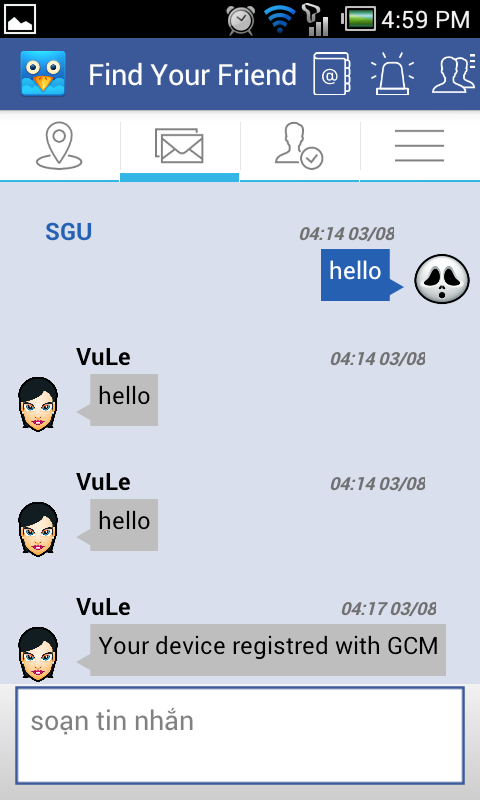 4:59 PM
Find Your Friend
@
SGU
04:14 03/08
hello
VuLe
04:14 03/08
hello
VuLe
04:14 03/08
hello
VuLe
04:17 03/08
Your device registred with GCM
soạn tin nhắn